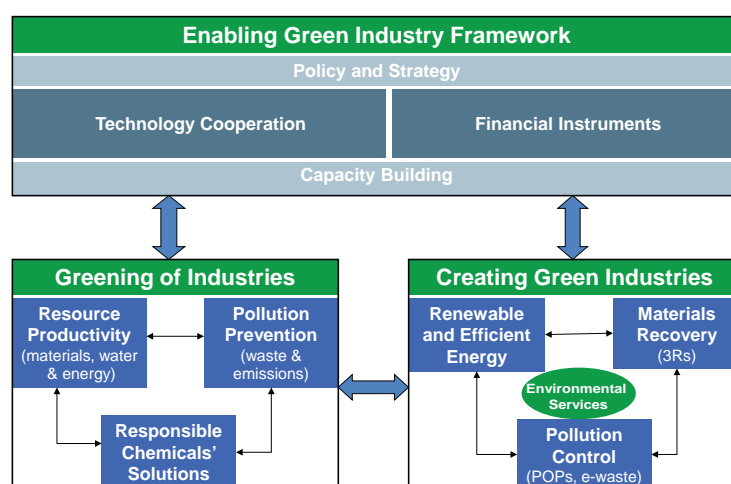 Enabling Green Industry Framework
Policy and Strategy
Technology Cooperation
Financial Instruments
Capacity Building
Greening of Industries
Resource
Productivity
(materials, water
& energy)
Pollution
Prevention
(waste &
emissions)
Responsible
Chemicals'
Solutions
Creating Green Industries
Renewable
and Efficient
Energy
Materials
Recovery
(3Rs)
Environmental
Services
Pollution
Control
(POPs, e-waste)